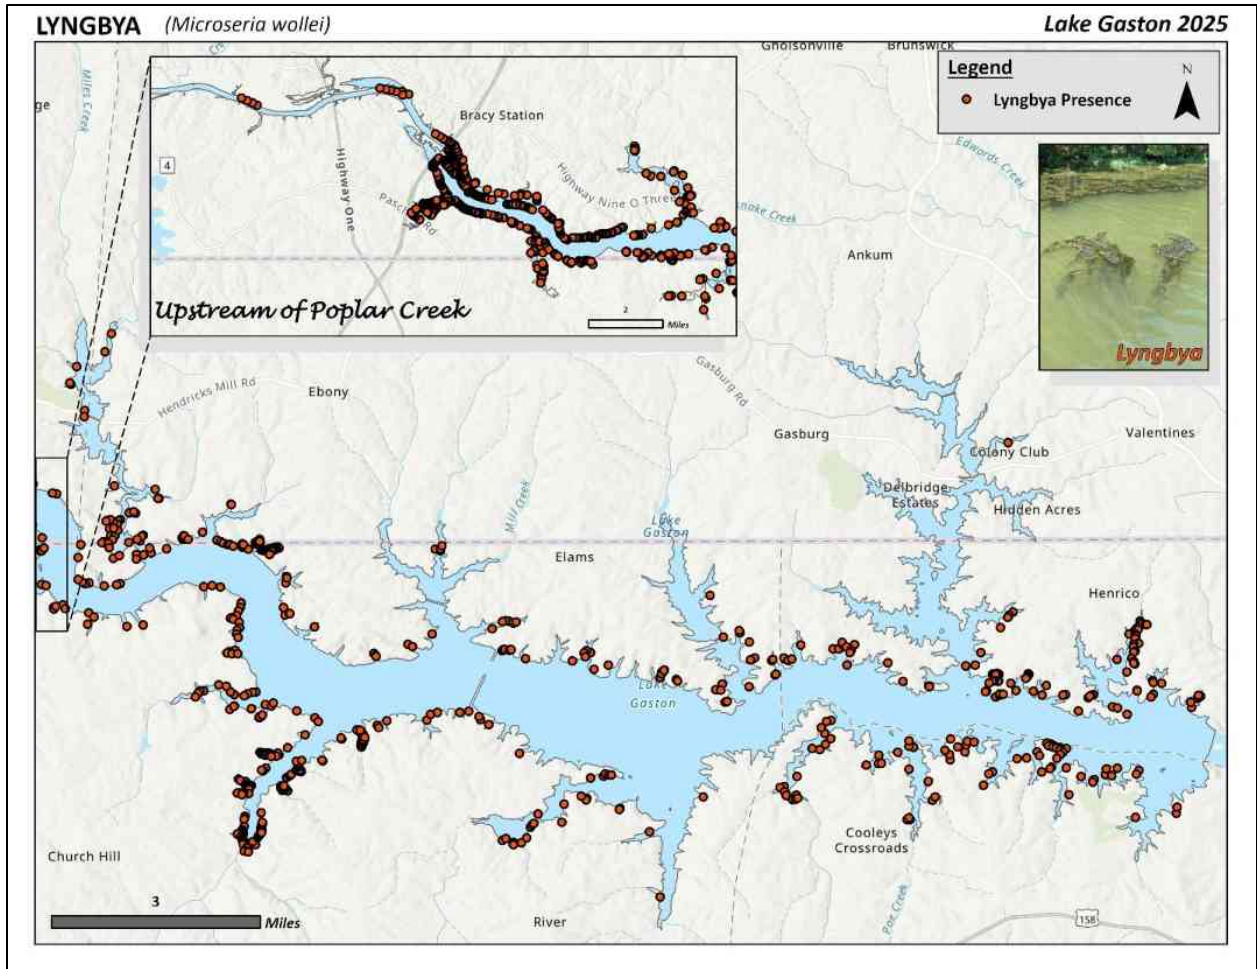 LYNGBYA (Microseria wollei)
Lake Gaston 2025
Gholsonville
Brunswick
Legend
N
Lyngbya Presence
Miles Creek
ge
Bracy Station
4
Highway One
Highway Nine O Three
Upstream of Poplar Creek
2
Miles
Edwards Creek
Creek
Ankum
Lyngbya
Hendricks Mill Rd
Ebony
Gasburg Rd
Gasburg
Valentines
Colony Club
Delbridge
Estates
Hidden Acres
Mill Creek
Lake
Gaston
Elams
Henrico
Lake
Gaston
Church Hill
Cooleys
Crossroads
Poe Creek
3
Miles
River
158